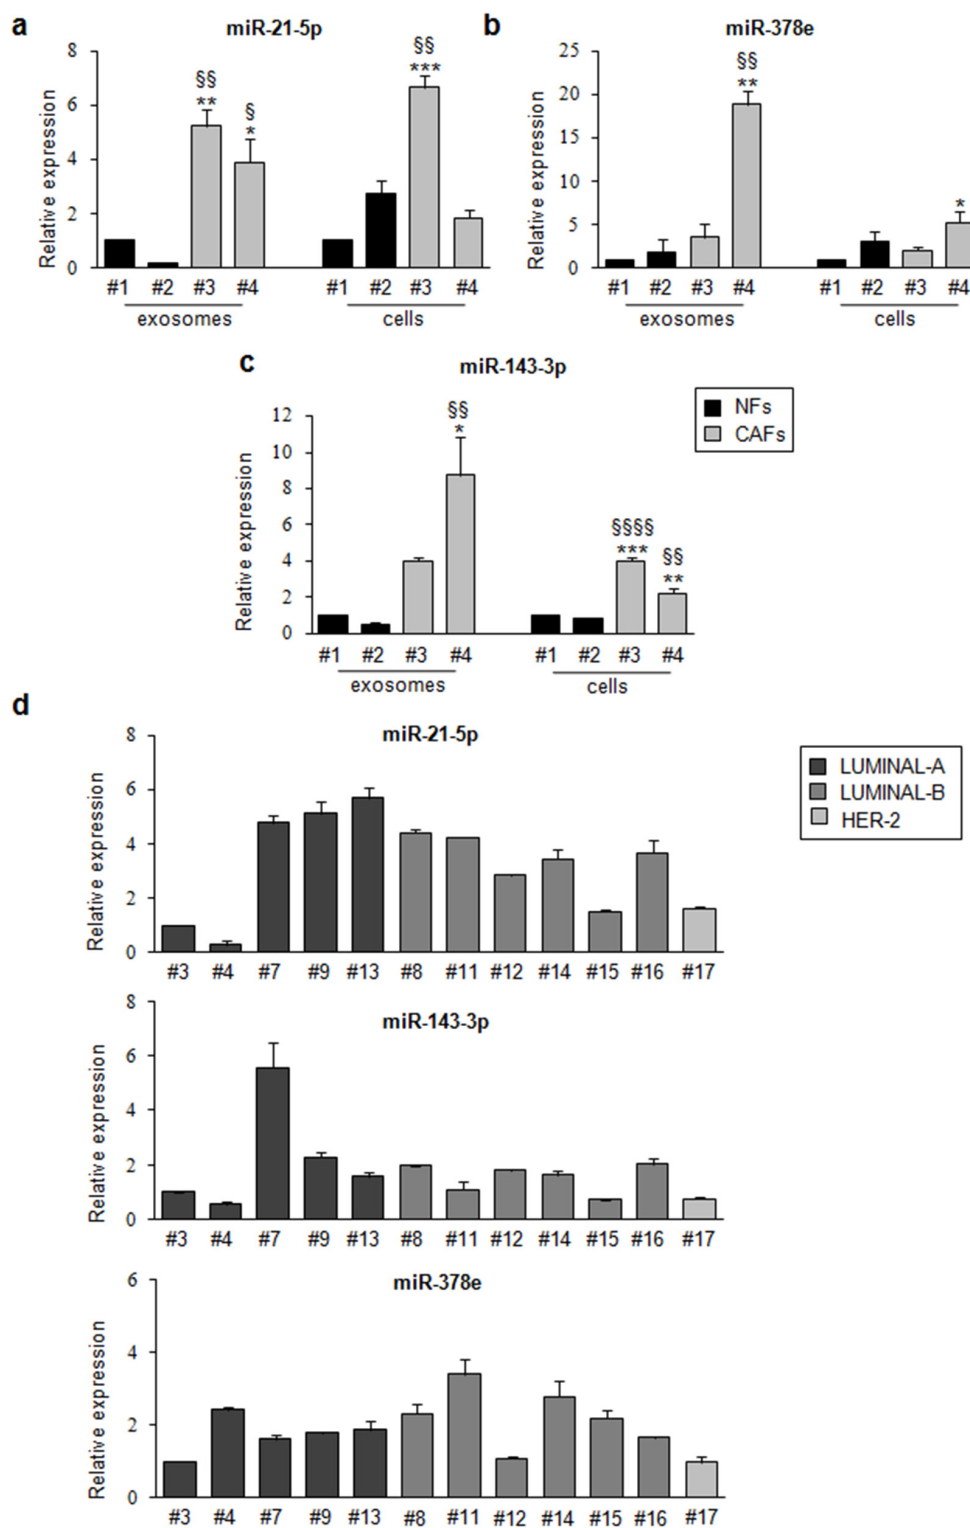 a
miR-21-5p
Relative expression
8
6
4
2
0
§§
**
§
*
§§
***
#1 #2 #3 #4 #1 #2 #3 #4
exosomes cells
b
miR-378e
Relative expression
25
20
15
10
5
0
§§
**
*
#1 #2 #3 #4 #1 #2 #3 #4
exosomes cells
c
miR-143-3p
Relative expression
12
10
8
6
4
2
0
§§
*
§§§§
***
§§
**
#1 #2 #3 #4 #1 #2 #3 #4
exosomes cells
NFs
CAFs
d
miR-21-5p
Relative expression
8
6
4
2
0
#3 #4 #7 #9 #13 #8 #11 #12 #14 #15 #16 #17
LUMINAL-A
LUMINAL-B
HER-2
miR-143-3p
Relative expression
8
6
4
2
0
#3 #4 #7 #9 #13 #8 #11 #12 #14 #15 #16 #17
miR-378e
Relative expression
6
4
2
0
#3 #4 #7 #9 #13 #8 #11 #12 #14 #15 #16 #17